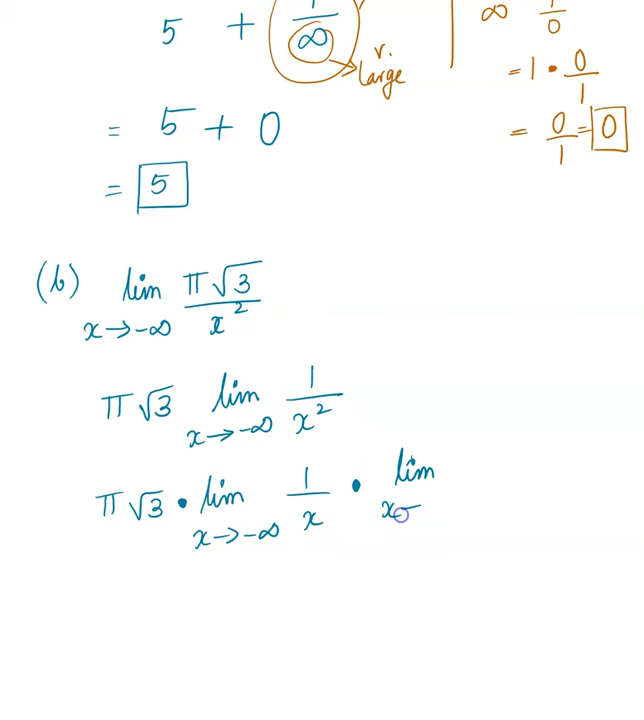 5 + 1/∞ → v. large
= 5 + 0
= 5
∞ 1/0
= 1 • 0/1
= 0/1 = 0
(b) lim x→-∞ π√3/x²
π√3 lim x→-∞ 1/x²
π√3 • lim x→-∞ 1/x • lim x